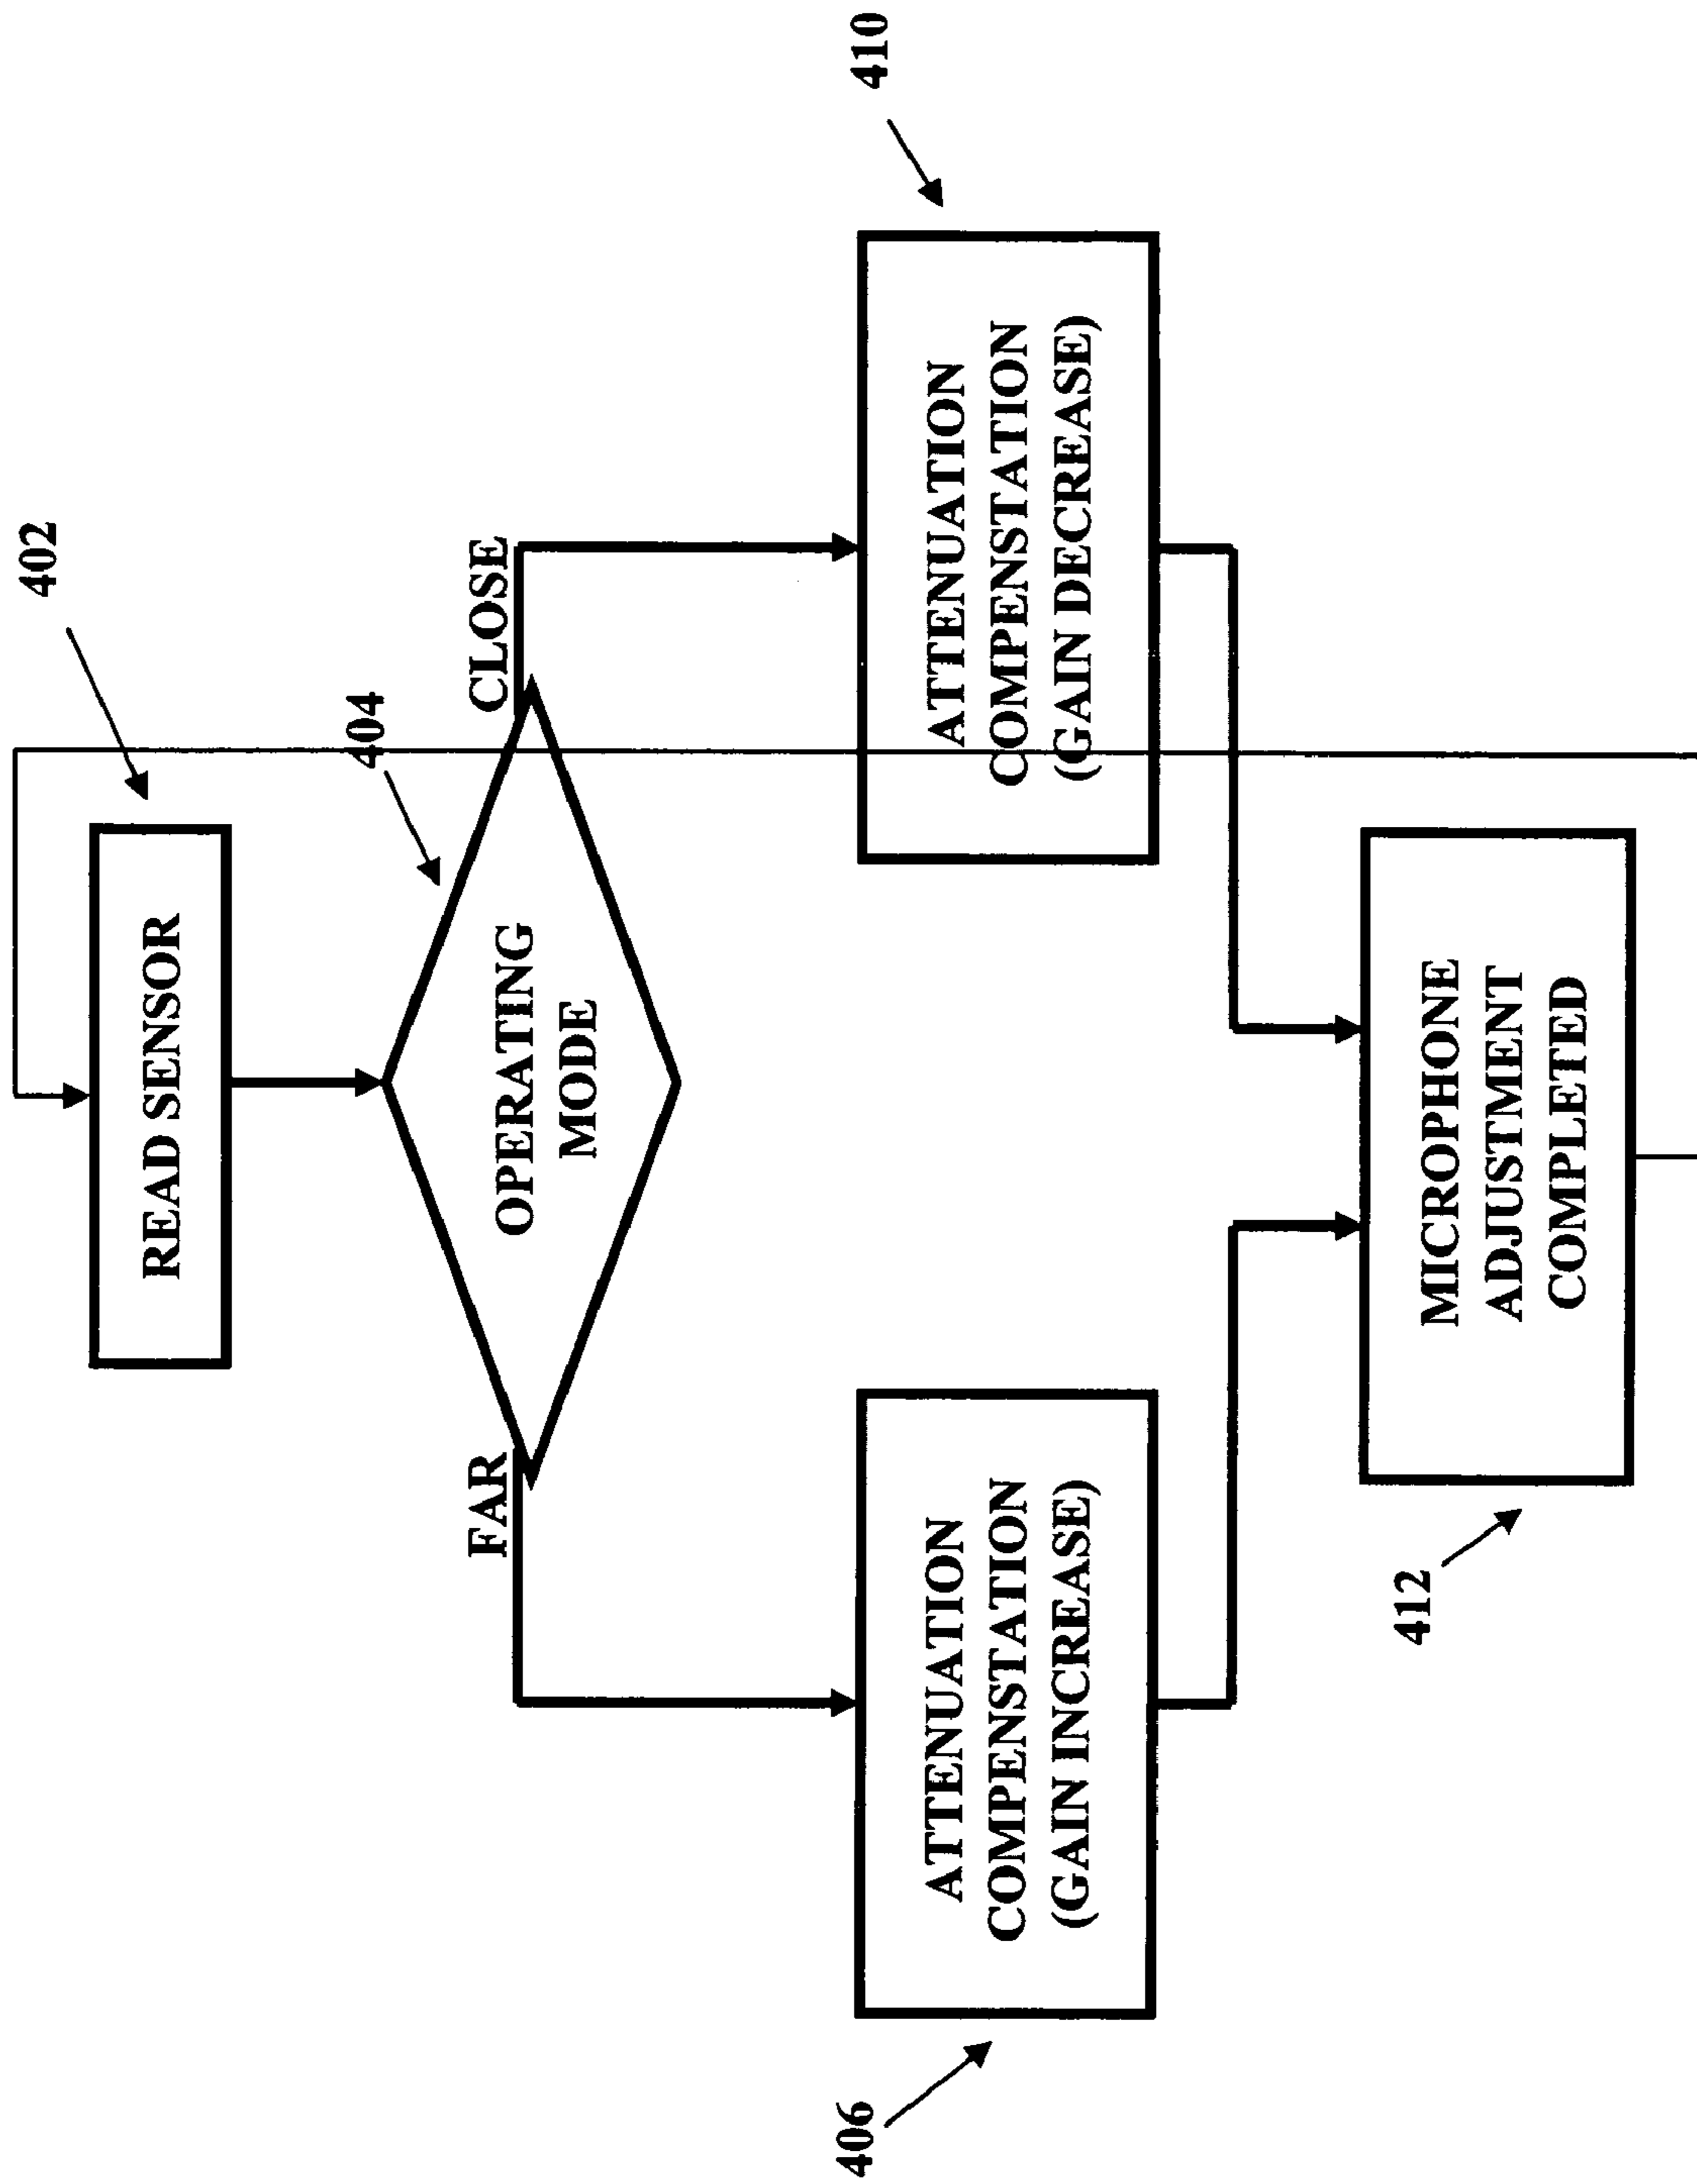 402
READ SENSOR
404
OPERATING
MODE
FAR
CLOSE
406
ATTENUATION
COMPENSTATION
(GAIN INCREASE)
410
ATTENUATION
COMPENSTATION
(GAIN DECREASE)
412
MICROPHONE
ADJUSTMENT
COMPLETED